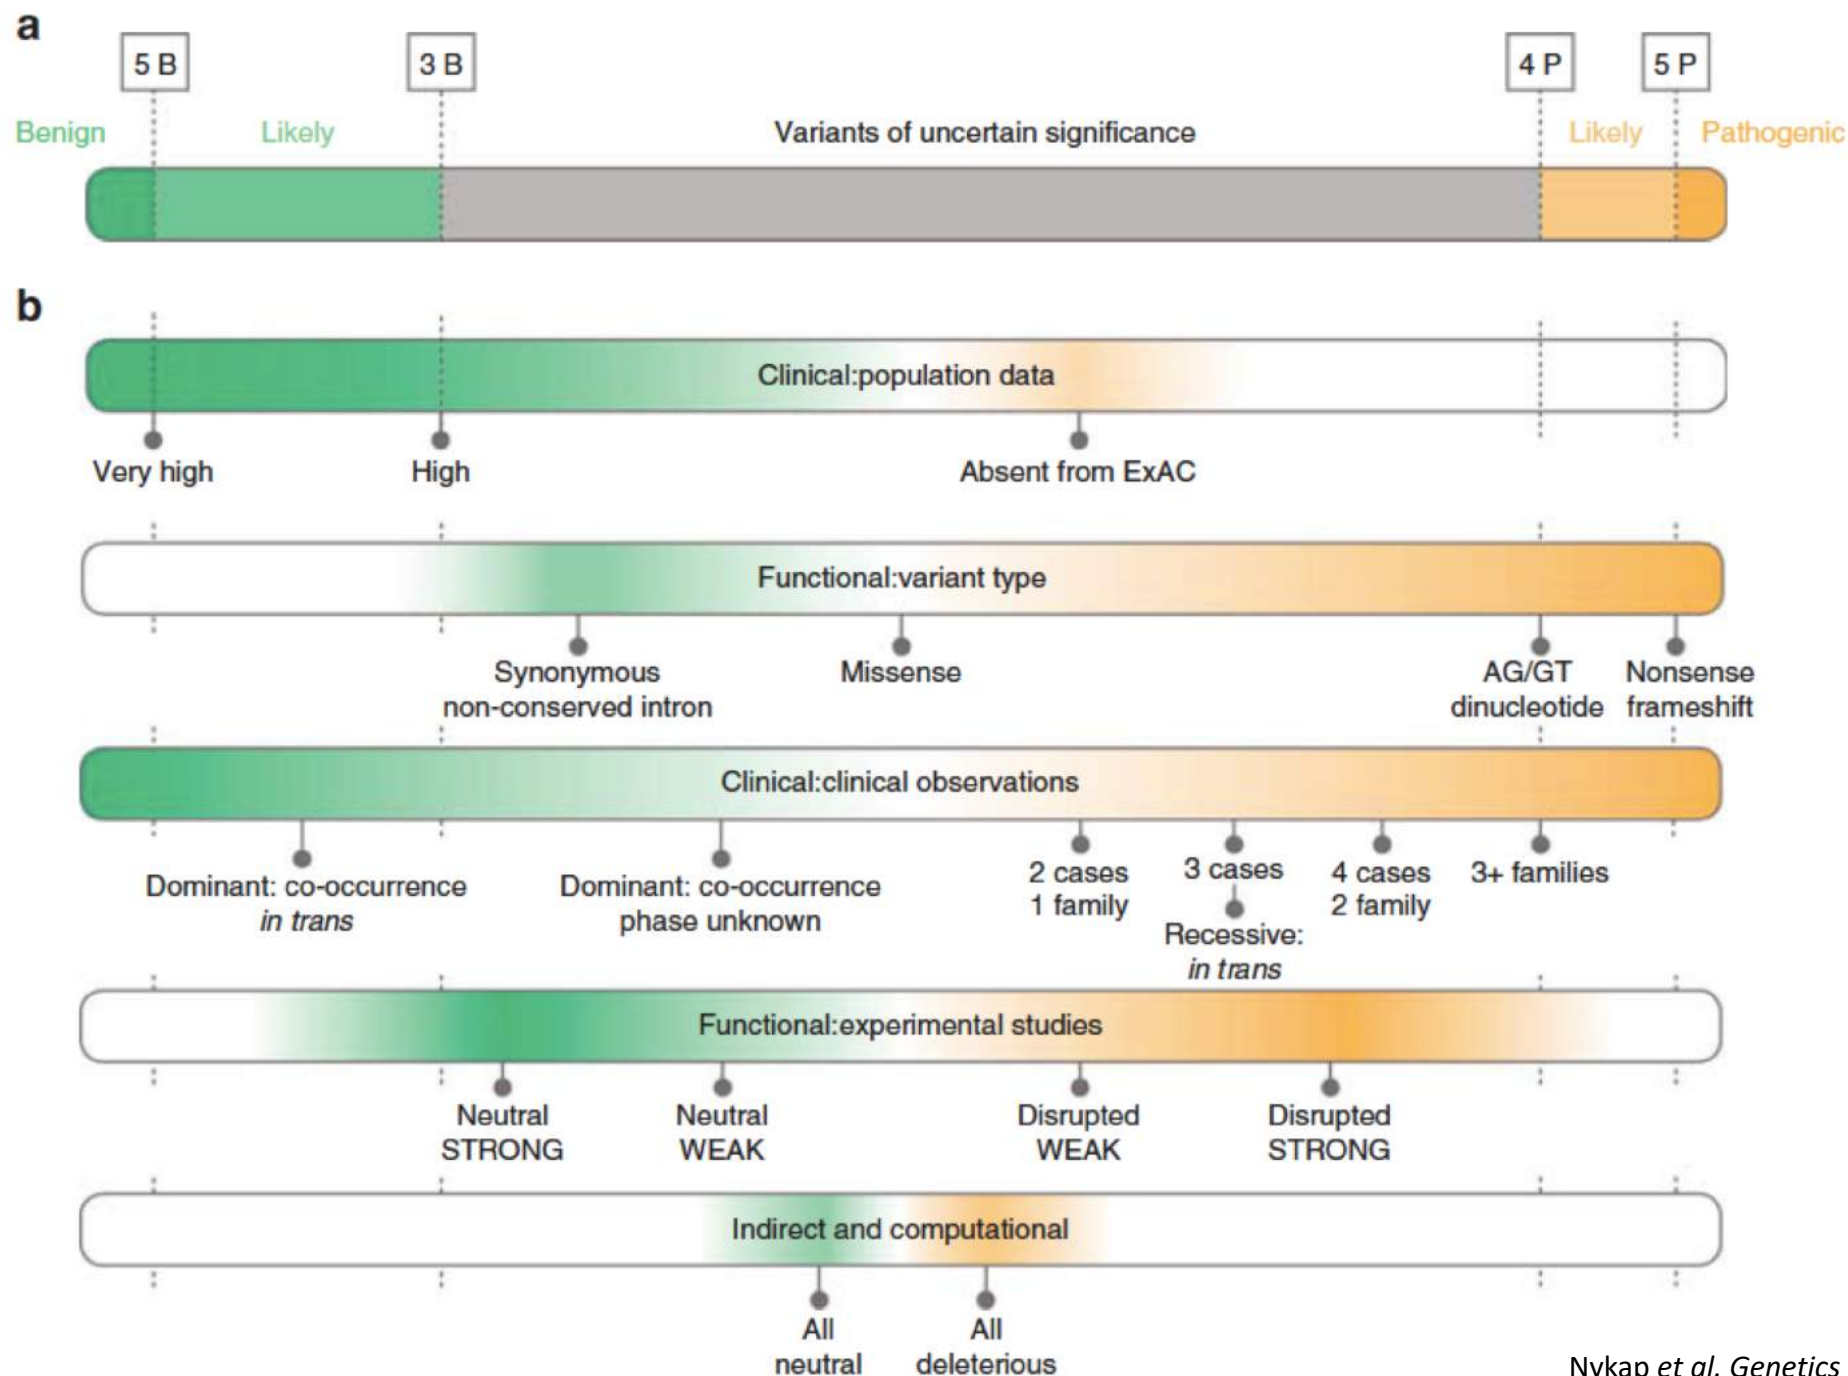 a
5 B
3 B
4 P
5 P
Benign
Likely
Variants of uncertain significance
Likely
Pathogenic
b
Clinical:population data
Very high
High
Absent from ExAC
Functional:variant type
Synonymous
non-conserved intron
Missense
AG/GT
dinucleotide
Nonsense
frameshift
Clinical:clinical observations
Dominant: co-occurrence
in trans
Dominant: co-occurrence
phase unknown
2 cases
1 family
3 cases
Recessive:
in trans
4 cases
2 family
3+ families
Functional:experimental studies
Neutral
STRONG
Neutral
WEAK
Disrupted
WEAK
Disrupted
STRONG
Indirect and computational
All
neutral
All
deleterious
Nykap et al. Genetics